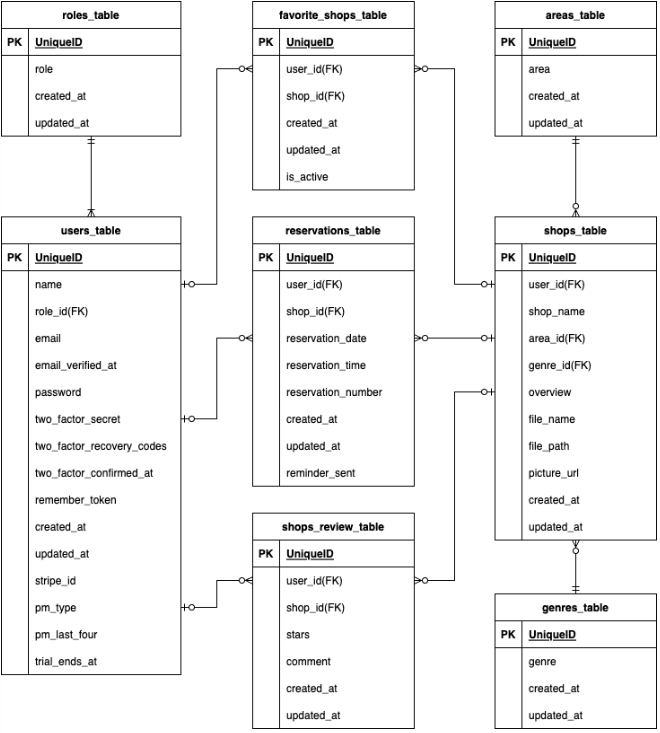 roles_table
PK UniqueID
role
created_at
updated_at
favorite_shops_table
PK UniqueID
user_id(FK)
shop_id(FK)
created_at
updated_at
is_active
areas_table
PK UniqueID
area
created_at
updated_at
users_table
PK UniqueID
name
role_id(FK)
email
email_verified_at
password
two_factor_secret
two_factor_recovery_codes
two_factor_confirmed_at
remember_token
created_at
updated_at
stripe_id
pm_type
pm_last_four
trial_ends_at
reservations_table
PK UniqueID
user_id(FK)
shop_id(FK)
reservation_date
reservation_time
reservation_number
created_at
updated_at
reminder_sent
shops_table
PK UniqueID
user_id(FK)
shop_name
area_id(FK)
genre_id(FK)
overview
file_name
file_path
picture_url
created_at
updated_at
shops_review_table
PK UniqueID
user_id(FK)
shop_id(FK)
stars
comment
created_at
updated_at
genres_table
PK UniqueID
genre
created_at
updated_at